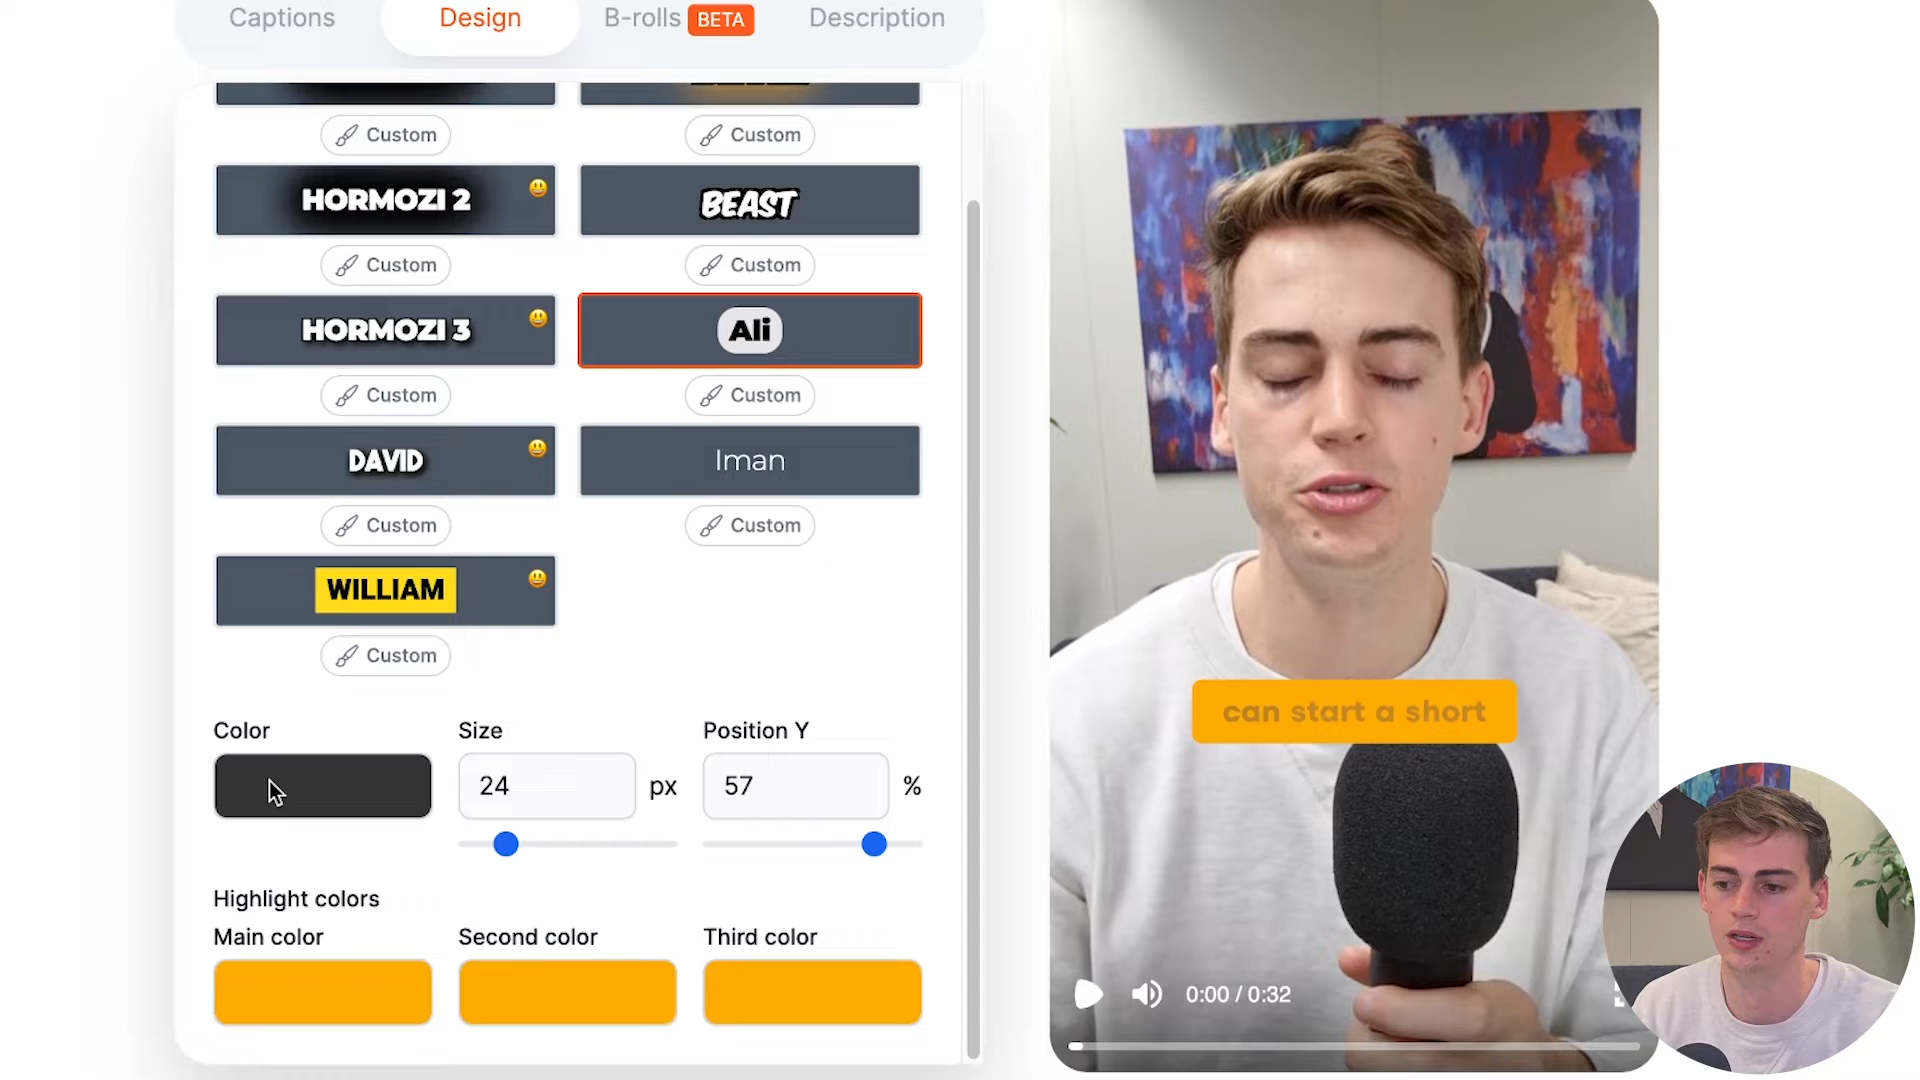 Captions
Design
B-rolls BETA
Description
Custom
Custom
HORMOZI 2
BEAST
Custom
Custom
HORMOZI 3
Ali
Custom
Custom
DAVID
Iman
Custom
Custom
WILLIAM
Custom
Color
Size
Position Y
24
px
57
%
Highlight colors
Main color
Second color
Third color
can start a short
0:00 / 0:32